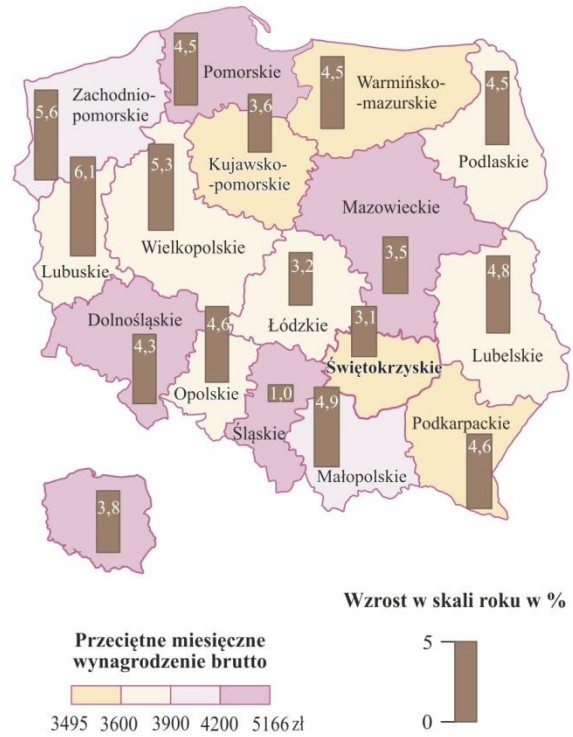 4,5
Pomorskie
4,5
Warmińsko-
-mazurskie
4,5
Podlaskie
Zachodnio-
pomorskie
5,6
3,6
Kujawsko-
-pomorskie
6,1
Lubuskie
5,3
Wielkopolskie
Mazowieckie
3,5
3,2
Łódzkie
4,8
Lubelskie
Dolnośląskie
4,3
4,6
Opolskie
3,1
Świętokrzyskie
1,0
Śląskie
4,9
Małopolskie
Podkarpackie
4,6
3,8
Wzrost w skali roku w %
5
0
Przeciętne miesięczne
wynagrodzenie brutto
3495 3600 3900 4200 5166 zł